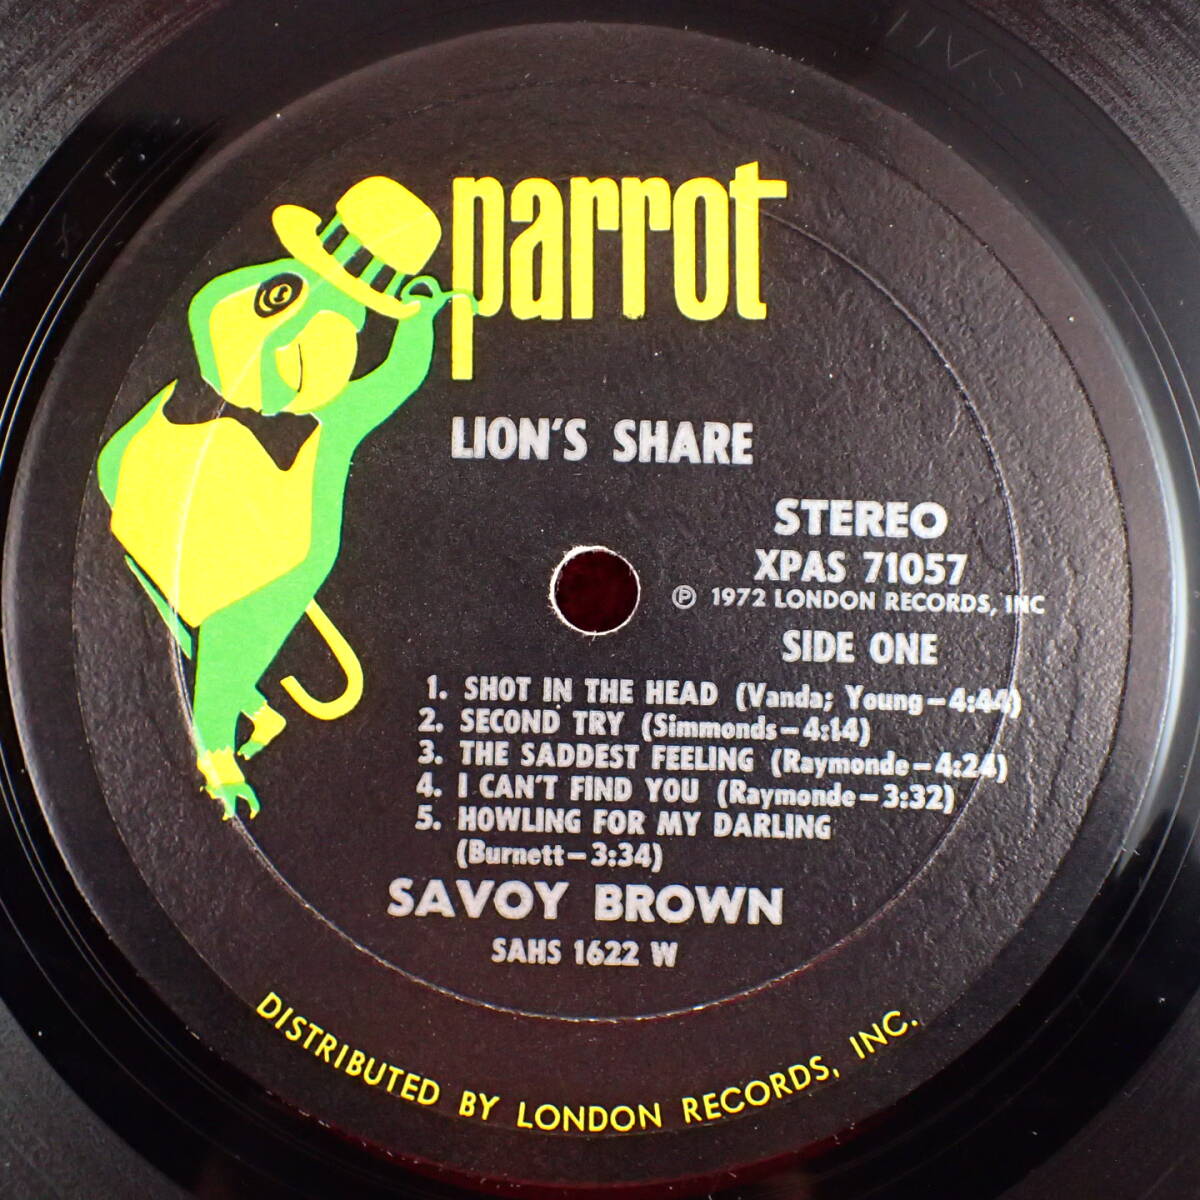 parrot
LION'S SHARE
STEREO
XPAS 71057
Ⓟ 1972 LONDON RECORDS, INC
SIDE ONE
1. SHOT IN THE HEAD (Vanda; Young—4:44)
2. SECOND TRY (Simmonds—4:14)
3. THE SADDEST FEELING (Raymonde—4:24)
4. I CAN'T FIND YOU (Raymonde—3:32)
5. HOWLING FOR MY DARLING
(Burnett—3:34)
SAVOY BROWN
SAHS 1622 W
DISTRIBUTED BY LONDON RECORDS, INC.